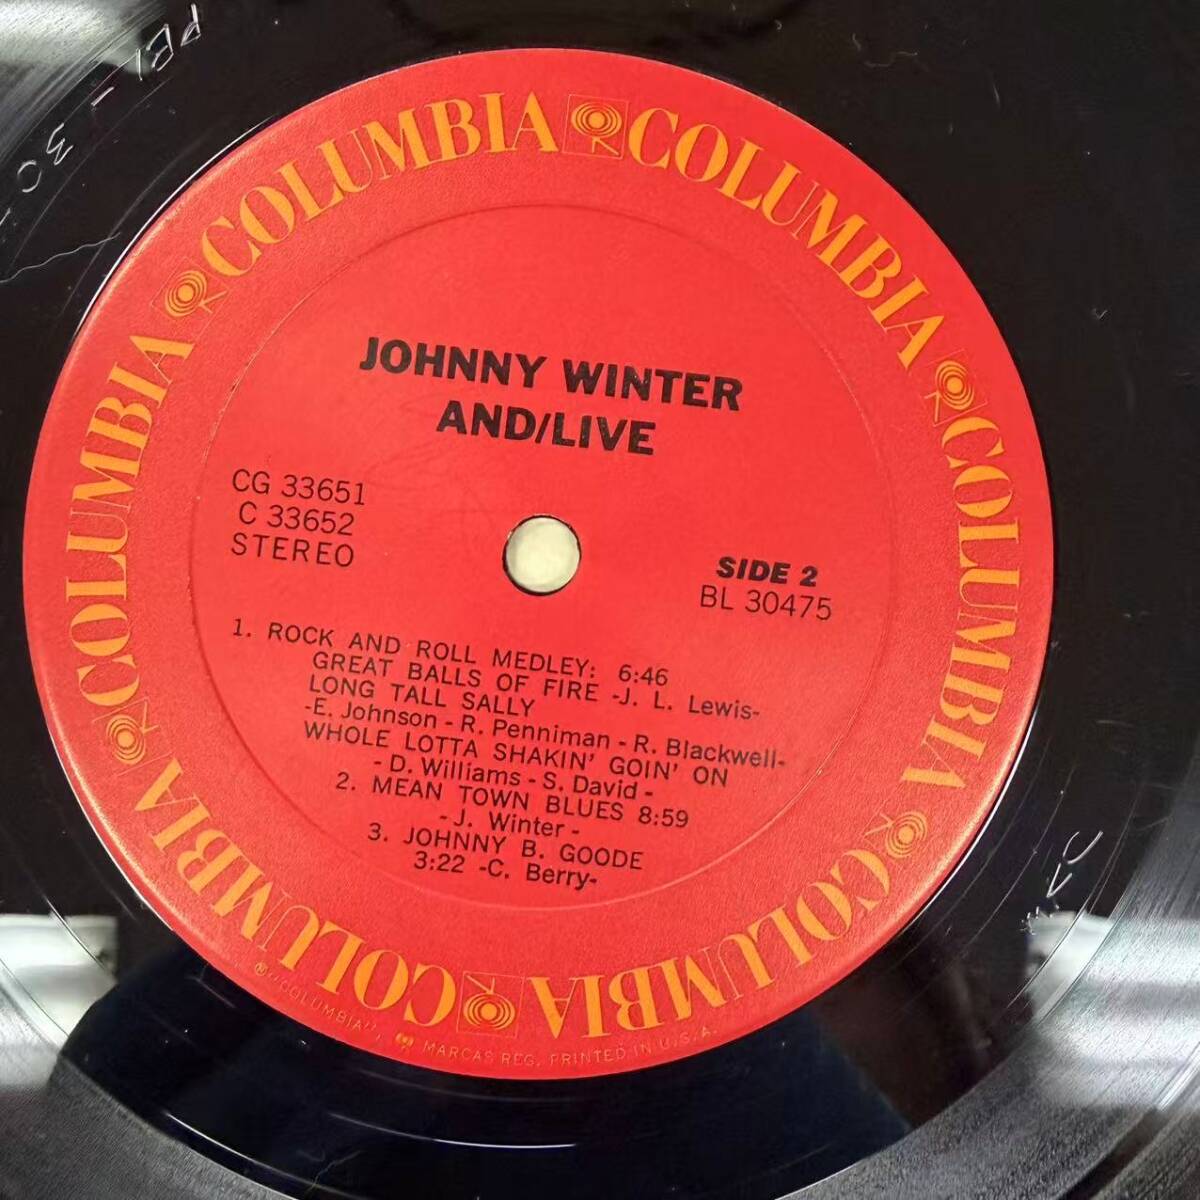 COLUMBIA COLUMBIA COLUMBIA COLUMBIA COLUMBIA COLUMBIA COLUMBIA COLUMBIA
JOHNNY WINTER
AND/LIVE
CG 33651
C 33652
STEREO
SIDE 2
BL 30475
1. ROCK AND ROLL MEDLEY: 6:46
GREAT BALLS OF FIRE -J. L. Lewis-
LONG TALL SALLY
-E. Johnson - R. Penniman - R. Blackwell-
WHOLE LOTTA SHAKIN' GOIN' ON
- D. Williams - S. David -
2. MEAN TOWN BLUES 8:59
- J. Winter -
3. JOHNNY B. GOODE
3:22 -C. Berry-
® "COLUMBIA", MARCAS REG. PRINTED IN U.S.A.
PBL - 30